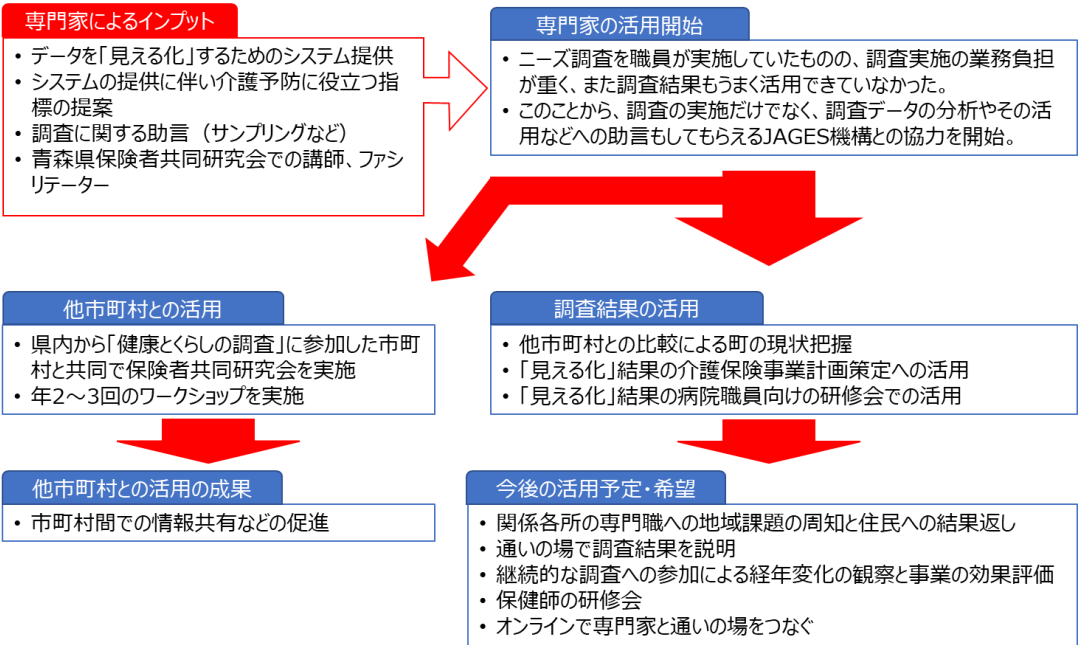 専門家によるインプット
• データを「見える化」するためのシステム提供
• システムの提供に伴い介護予防に役立つ指
標の提案
• 調査に関する助言（サンプリングなど）
• 青森県保険者共同研究会での講師、ファシ
リテーター
専門家の活用開始
• ニーズ調査を職員が実施していたものの、調査実施の業務負担
が重く、また調査結果もうまく活用できていなかった。
• このことから、調査の実施だけでなく、調査データの分析やその活
用などへの助言もしてもらえるJAGES機構との協力を開始。
他市町村との活用
• 県内から「健康とくらしの調査」に参加した市町
村と共同で保険者共同研究会を実施
• 年2～3回のワークショップを実施
調査結果の活用
• 他市町村との比較による町の現状把握
• 「見える化」結果の介護保険事業計画策定への活用
• 「見える化」結果の病院職員向けの研修会での活用
他市町村との活用の成果
• 市町村間での情報共有などの促進
今後の活用予定・希望
• 関係各所の専門職への地域課題の周知と住民への結果返し
• 通いの場で調査結果を説明
• 継続的な調査への参加による経年変化の観察と事業の効果評価
• 保健師の研修会
• オンラインで専門家と通いの場をつなぐ